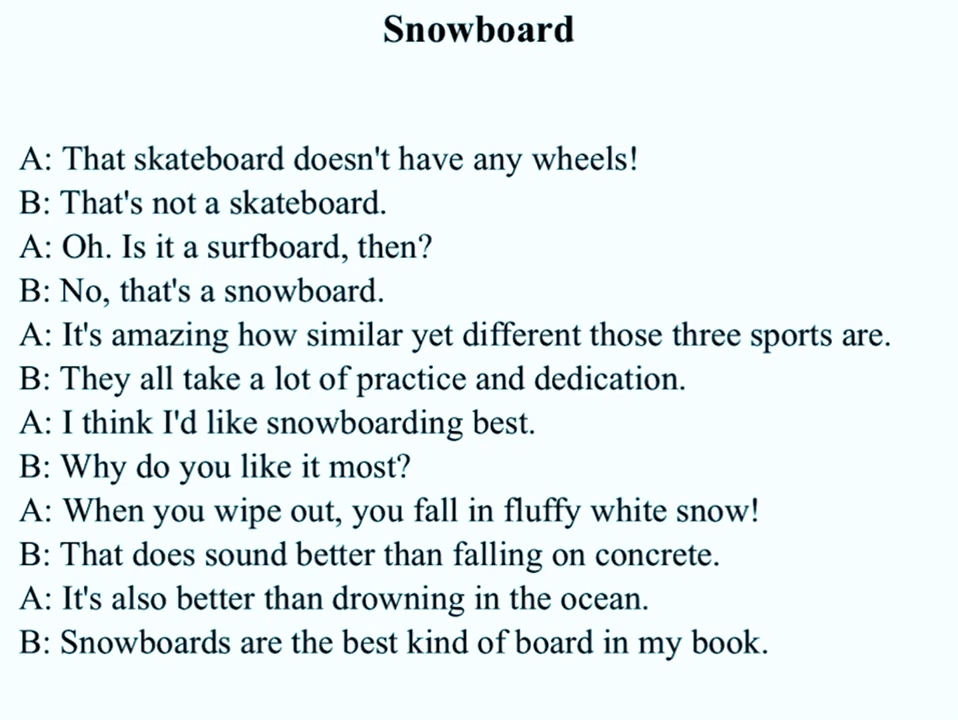 Snowboard
A: That skateboard doesn't have any wheels!
B: That's not a skateboard.
A: Oh. Is it a surfboard, then?
B: No, that's a snowboard.
A: It's amazing how similar yet different those three sports are.
B: They all take a lot of practice and dedication.
A: I think I'd like snowboarding best.
B: Why do you like it most?
A: When you wipe out, you fall in fluffy white snow!
B: That does sound better than falling on concrete.
A: It's also better than drowning in the ocean.
B: Snowboards are the best kind of board in my book.